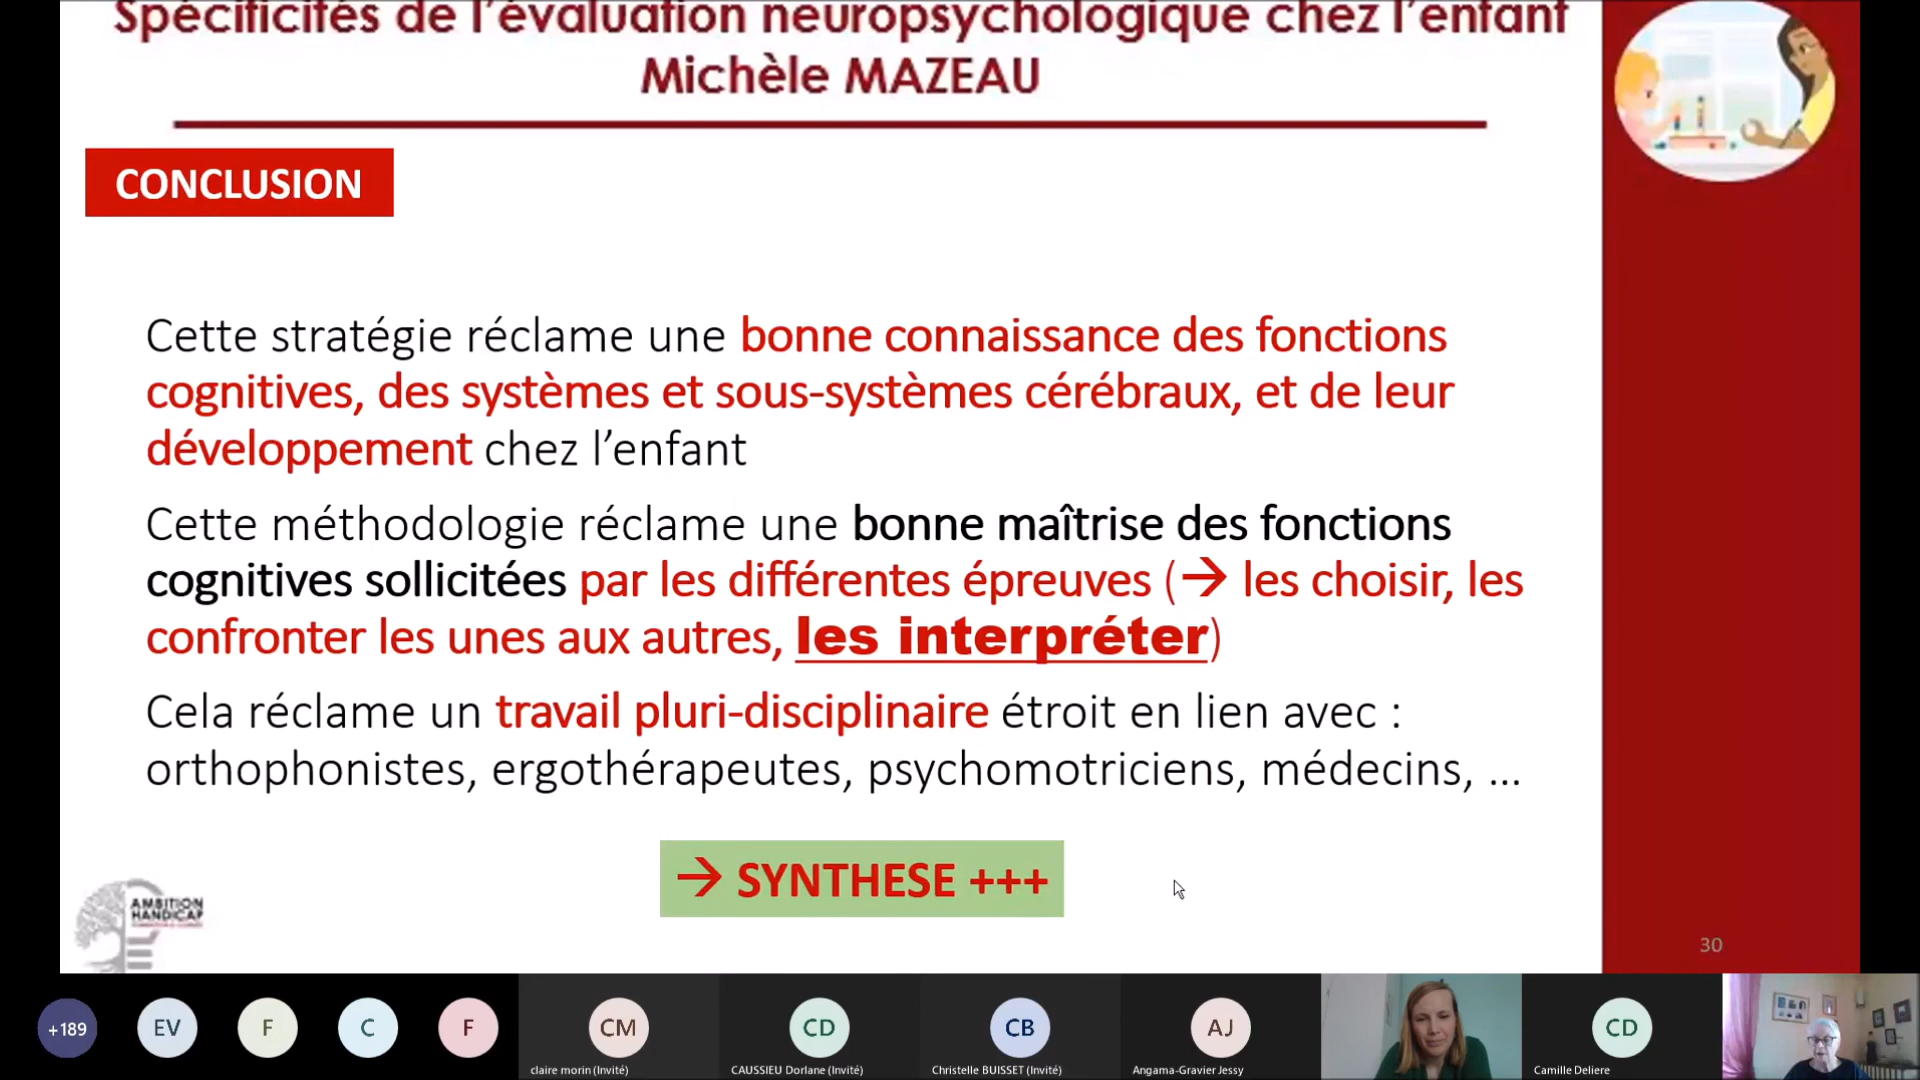 Spécificités de l’évaluation neuropsychologique chez l’enfant
Michèle MAZEAU
CONCLUSION
Cette stratégie réclame une bonne connaissance des fonctions
cognitives, des systèmes et sous-systèmes cérébraux, et de leur
développement chez l’enfant
Cette méthodologie réclame une bonne maîtrise des fonctions
cognitives sollicitées par les différentes épreuves (→ les choisir, les
confronter les unes aux autres, les interpréter)
Cela réclame un travail pluri-disciplinaire étroit en lien avec :
orthophonistes, ergothérapeutes, psychomotriciens, médecins, ...
→ SYNTHESE +++
AMBITION
HANDICAP
30
+189
EV
F
C
F
CM
CD
CB
AJ
CD
claire morin (Invité)
CAUSSIEU Dorlane (Invité)
Christelle BUISSET (Invité)
Angama-Gravier Jessy
Camille Deliere